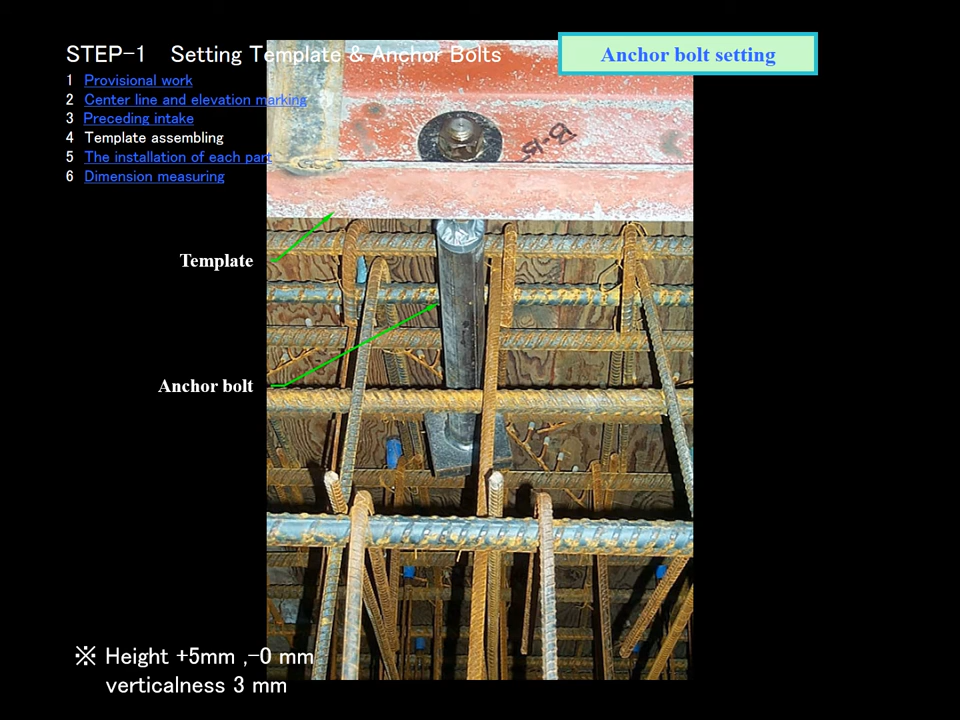 STEP-1 Setting Template & Anchor Bolts
Anchor bolt setting
1 Provisional work
2 Center line and elevation marking
3 Preceding intake
4 Template assembling
5 The installation of each part
6 Dimension measuring
Template
Anchor bolt
※ Height +5mm ,-0 mm
verticalness 3 mm